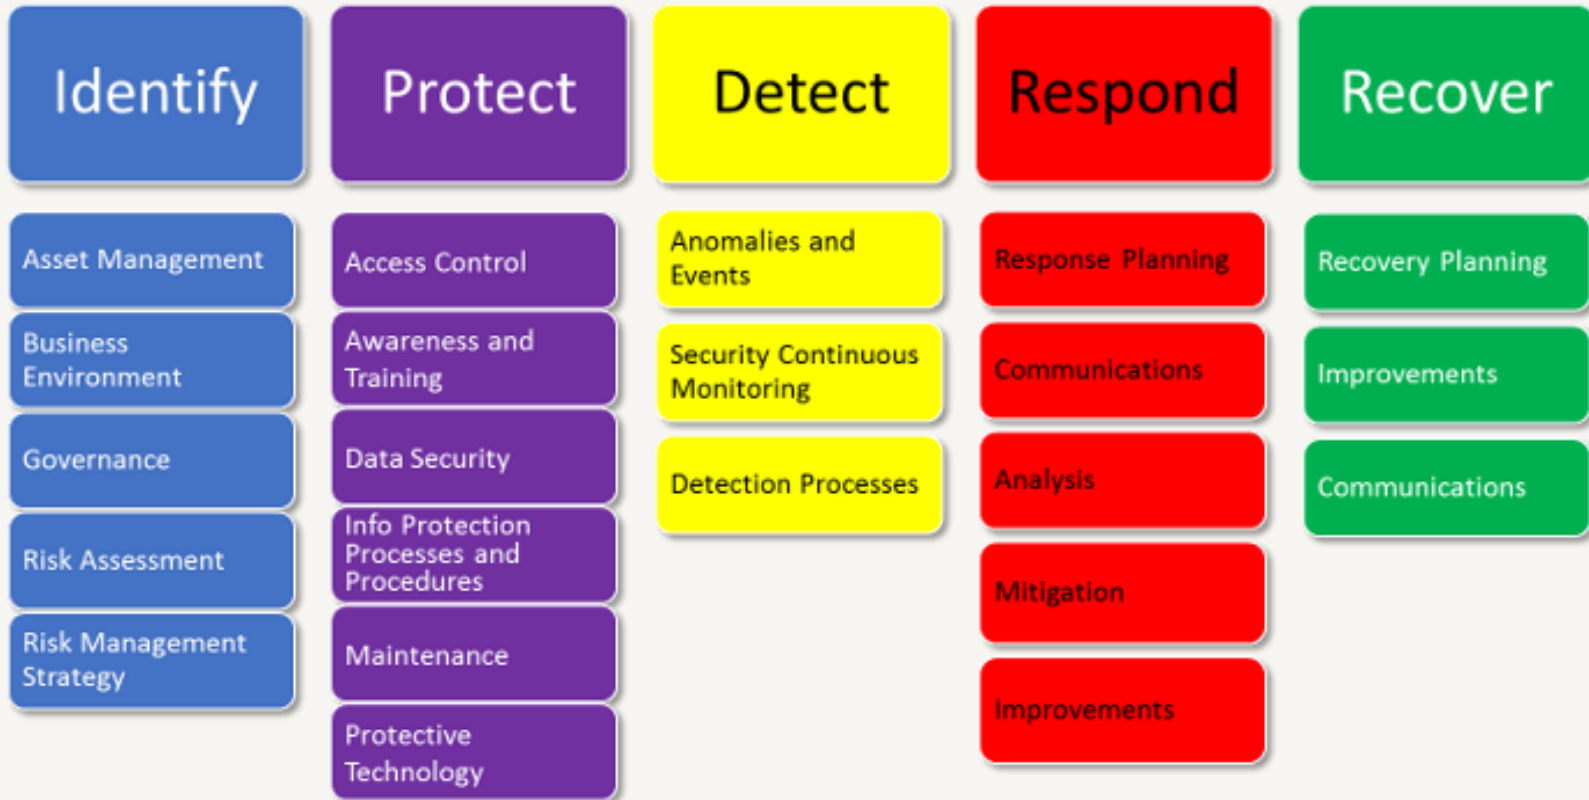 Identify
Protect
Detect
Respond
Recover
Asset Management
Business
Environment
Governance
Risk Assessment
Risk Management
Strategy
Access Control
Awareness and
Training
Data Security
Info Protection
Processes and
Procedures
Maintenance
Protective
Technology
Anomalies and
Events
Security Continuous
Monitoring
Detection Processes
Response Planning
Communications
Analysis
Mitigation
Improvements
Recovery Planning
Improvements
Communications